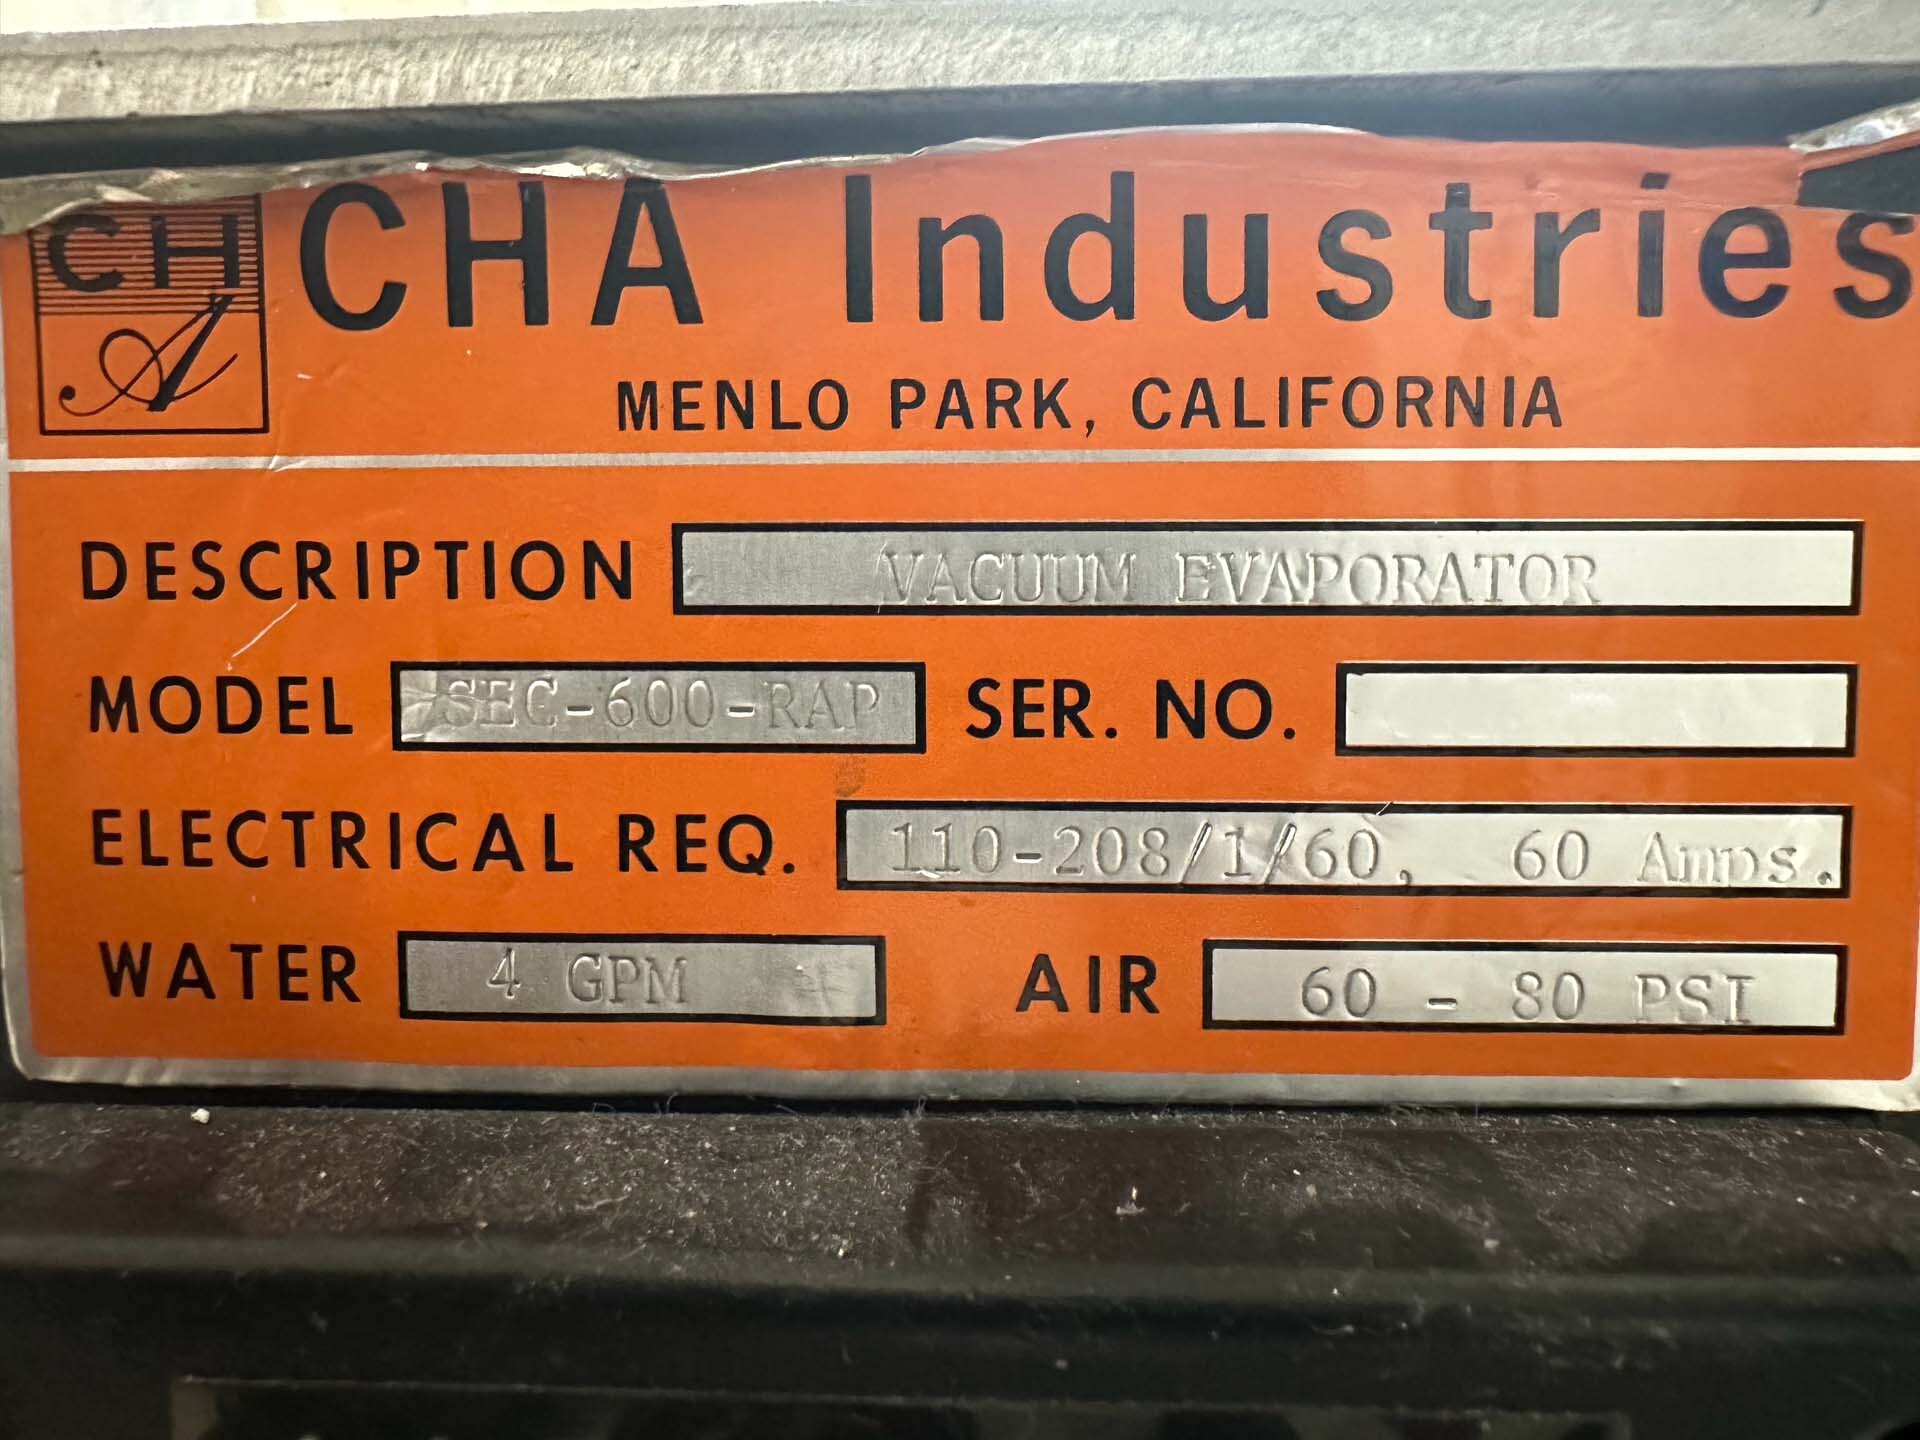 CHA CHA Industries
MENLO PARK, CALIFORNIA
DESCRIPTION VACUUM EVAPORATOR
MODEL SEC-600-RAP SER. NO.
ELECTRICAL REQ. 110-208/1/60, 60 Amps.
WATER 4 GPM AIR 60 - 80 PSI